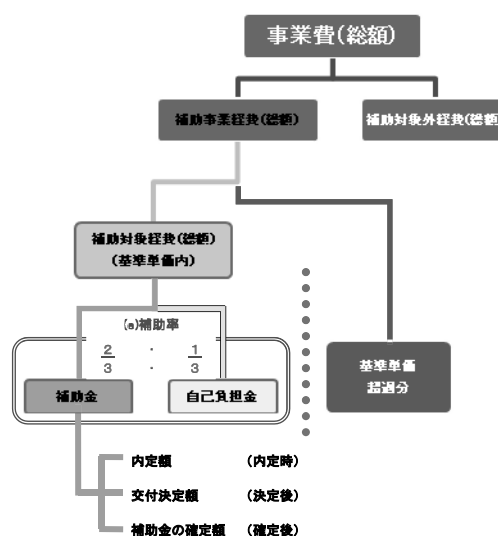 事業費(総額)
補助事業経費(総額)
補助対象外経費(総額)
補助対象経費(総額)
(基準単価内)
(a)補助率
2/3 : 1/3
補助金
自己負担金
基準単価
超過分
内定額 (内定時)
交付決定額 (決定後)
補助金の確定額 (確定後)